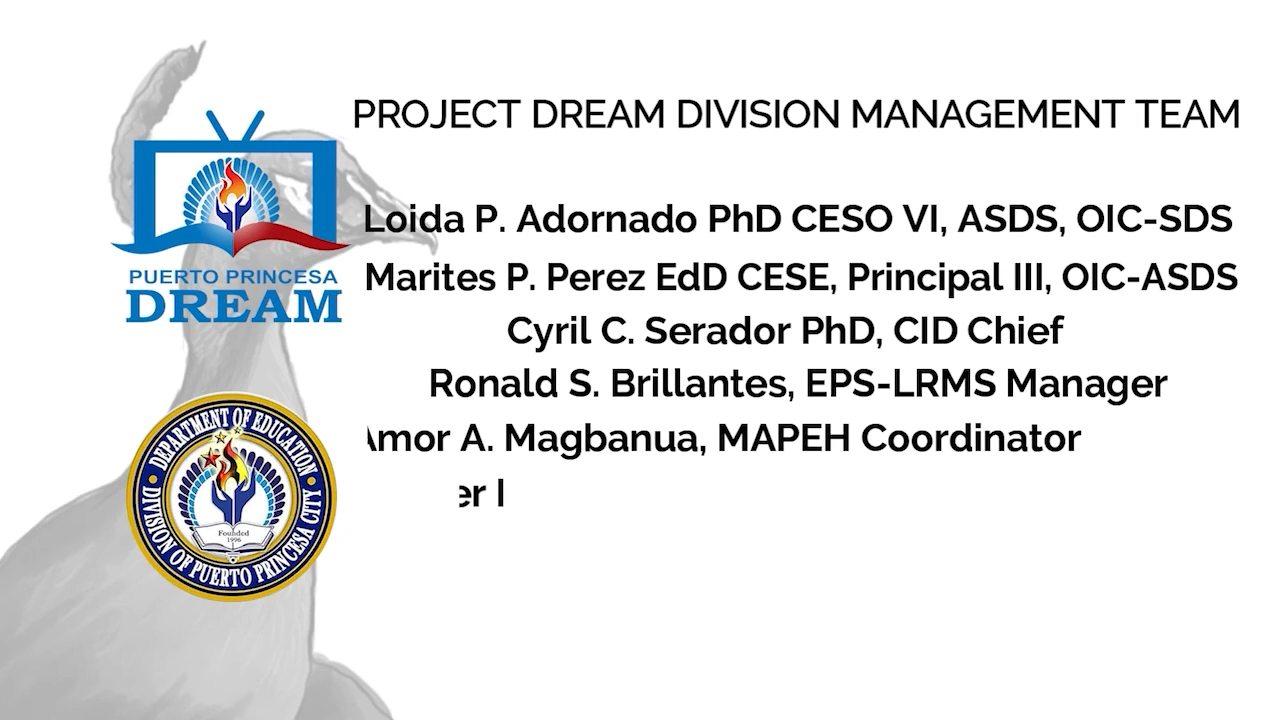 PROJECT DREAM DIVISION MANAGEMENT TEAM
Loida P. Adornado PhD CESO VI, ASDS, OIC-SDS
Marites P. Perez EdD CESE, Principal III, OIC-ASDS
Cyril C. Serador PhD, CID Chief
Ronald S. Brillantes, EPS-LRMS Manager
Amor A. Magbanua, MAPEH Coordinator
er I
PUERTO PRINCESA
DREAM
DEPARTMENT OF EDUCATION
DIVISION OF PUERTO PRINCESA CITY
Founded
1996